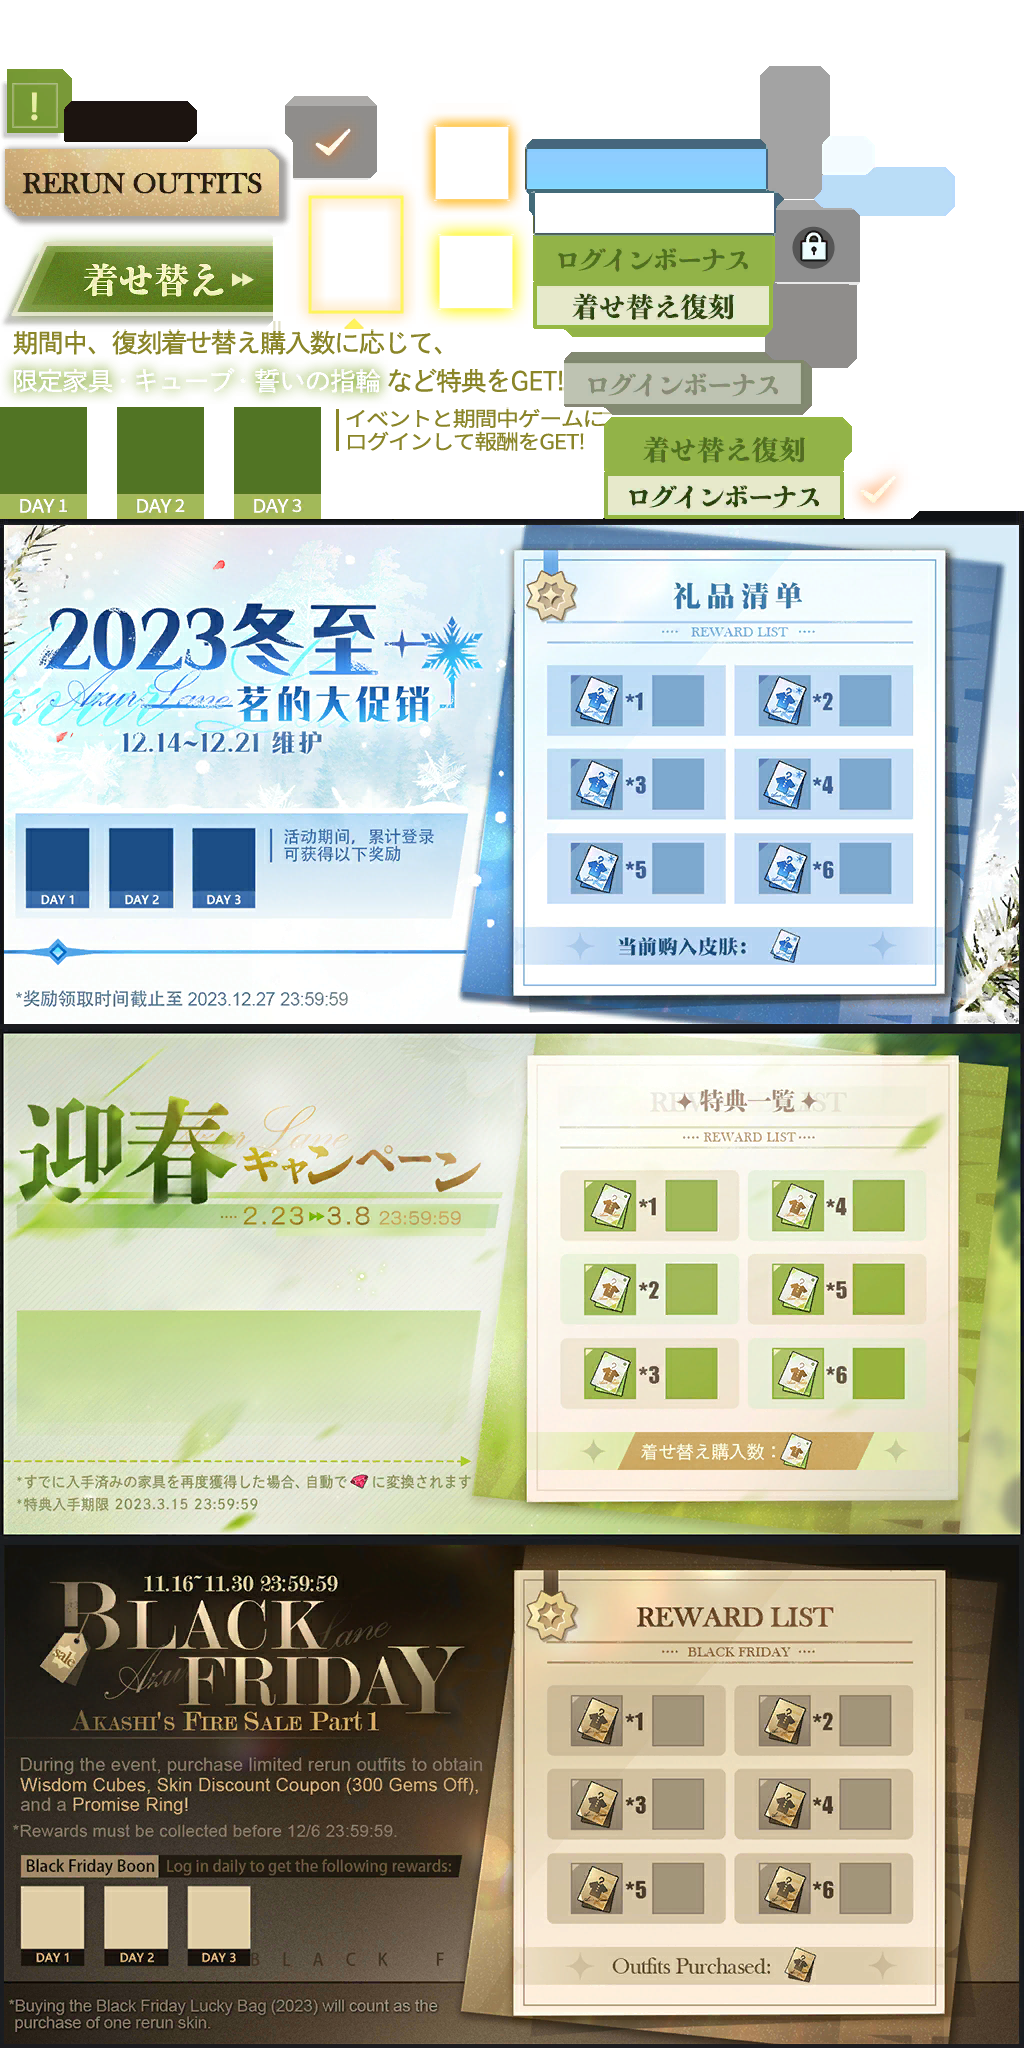 !
RERUN OUTFITS
着せ替え
期間中、復刻着せ替え購入数に応じて、
限定家具・キューブ・誓いの指輪 など特典をGET!
DAY 1
DAY 2
DAY 3
イベントと期間中ゲームに
ログインして報酬をGET!
ログインボーナス
着せ替え復刻
ログインボーナス
着せ替え復刻
ログインボーナス
2023冬至
Azur Lane
茗的大促销
12.14~12.21 维护
DAY 1
DAY 2
DAY 3
活动期间，累计登录
可获得以下奖励
*奖励领取时间截止至 2023.12.27 23:59:59
礼品清单
REWARD LIST
*1
*2
*3
*4
*5
*6
当前购入皮肤：
迎春キャンペーン
Azur Lane
2.23 3.8 23:59:59
*すでに入手済みの家具を再度獲得した場合、自動で に変換されます
*特典入手期限 2023.3.15 23:59:59
特典一覧
REWARD LIST
*1
*4
*2
*5
*3
*6
着せ替え購入数：
11.16~11.30 23:59:59
BLACK
FRIDAY
Azur Lane
sale
AKASHI'S FIRE SALE Part 1
During the event, purchase limited rerun outfits to obtain
Wisdom Cubes, Skin Discount Coupon (300 Gems Off),
and a Promise Ring!
*Rewards must be collected before 12/6 23:59:59.
Black Friday Boon Log in daily to get the following rewards:
DAY 1
DAY 2
DAY 3
BLACK F
*Buying the Black Friday Lucky Bag (2023) will count as the
purchase of one rerun skin.
REWARD LIST
BLACK FRIDAY
*1
*2
*3
*4
*5
*6
Outfits Purchased: